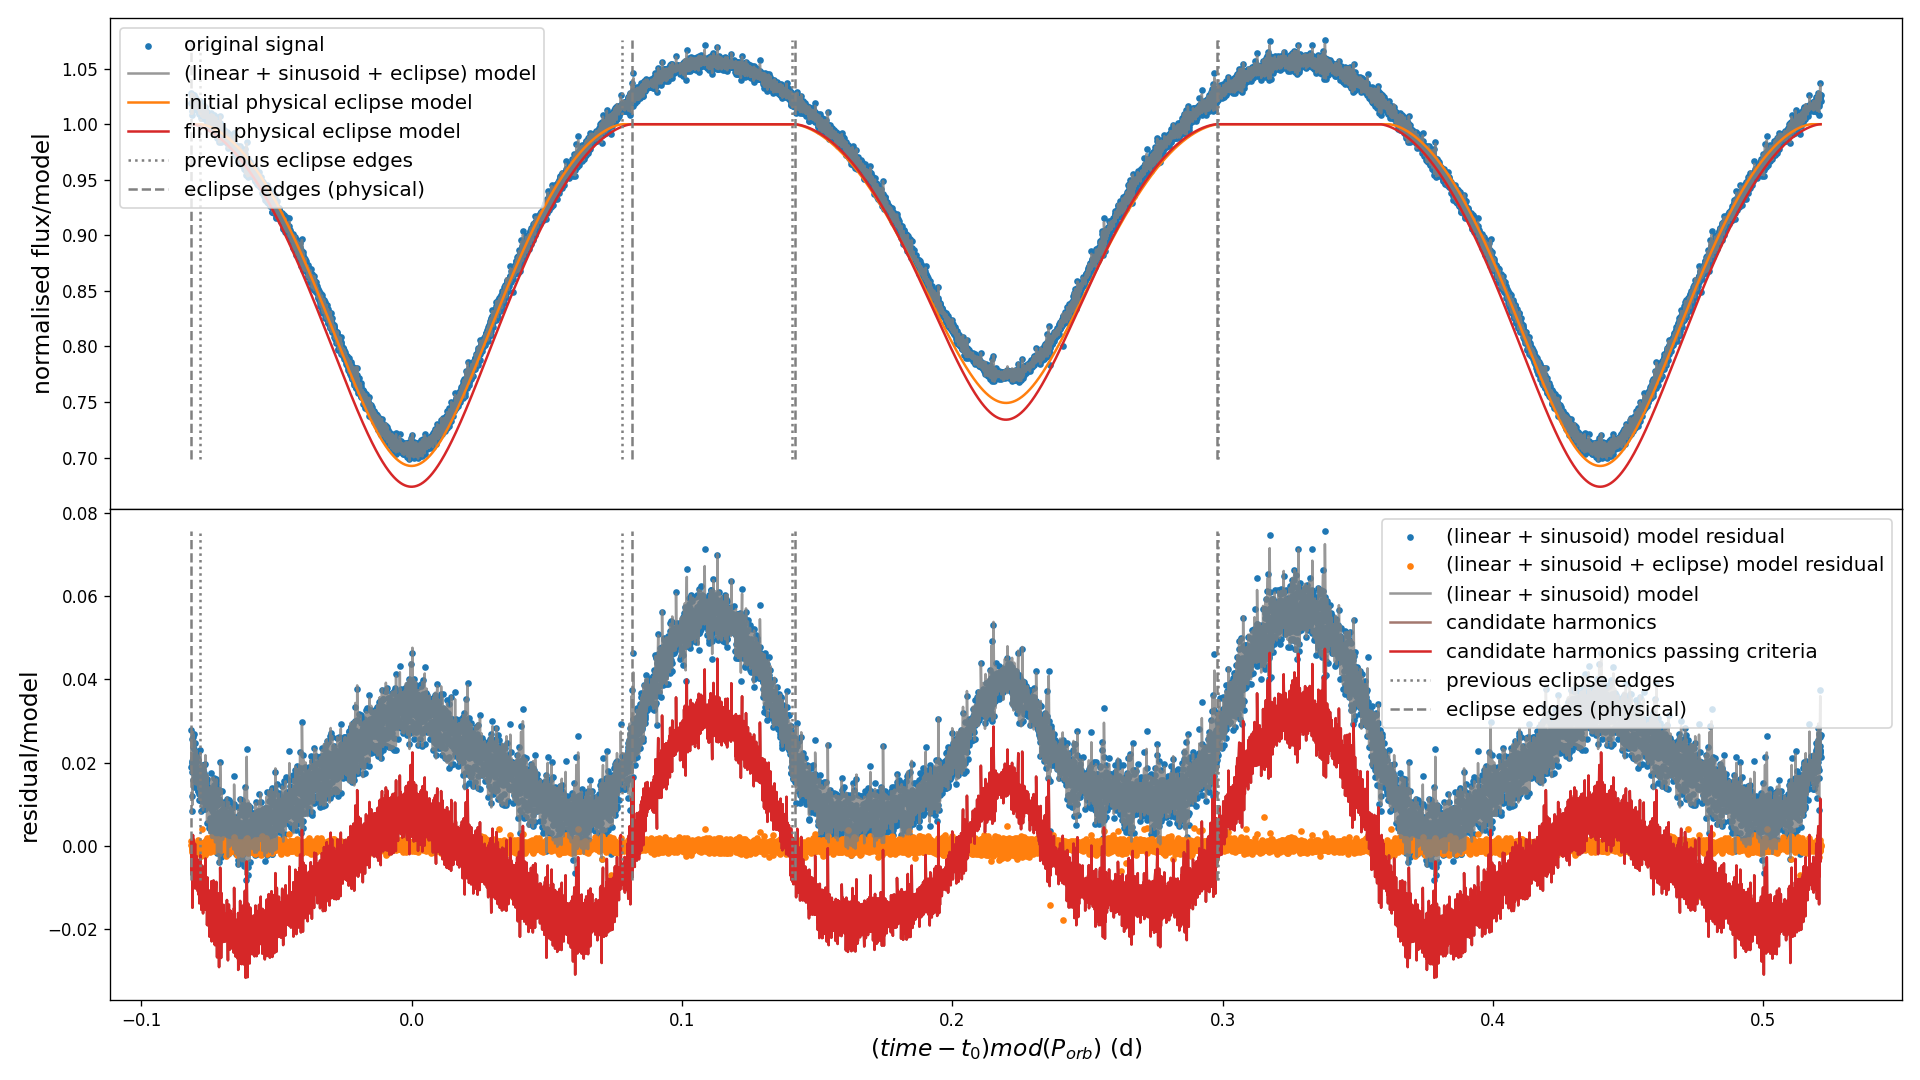 original signal
(linear + sinusoid + eclipse) model
initial physical eclipse model
final physical eclipse model
previous eclipse edges
eclipse edges (physical)
normalised flux/model
1.05
1.00
0.95
0.90
0.85
0.80
0.75
0.70
(linear + sinusoid) model residual
(linear + sinusoid + eclipse) model residual
(linear + sinusoid) model
candidate harmonics
candidate harmonics passing criteria
previous eclipse edges
eclipse edges (physical)
residual/model
0.08
0.06
0.04
0.02
0.00
−0.02
−0.1
0.0
0.1
0.2
0.3
0.4
0.5
(time − t₀)mod(P_orb) (d)